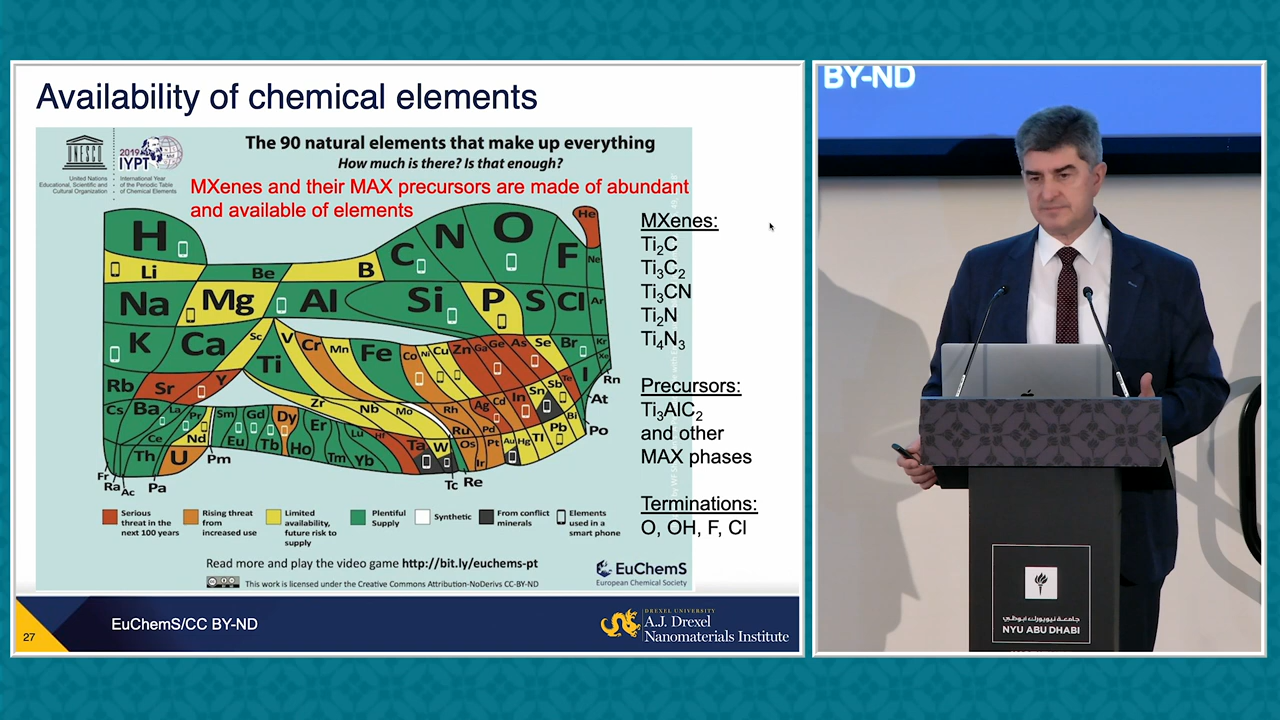 Availability of chemical elements
UNESCO
United Nations
Educational, Scientific and
Cultural Organization
2019
IYPT
International Year
of the Periodic Table
of Chemical Elements
The 90 natural elements that make up everything
How much is there? Is that enough?
MXenes and their MAX precursors are made of abundant
and available of elements
H He
Li Be B C N O F Ne
Na Mg Al Si P S Cl Ar
K Ca Sc Ti V Cr Mn Fe Co Ni Cu Zn Ga Ge As Se Br Kr
Rb Sr Y Zr Nb Mo Rh Ag Cd In Sn Sb Te I Xe Rn
Cs Ba La Pr Sm Gd Dy Er Lu Hf Ta W Ru Pd Au Hg Tl Pb Bi At
Ce Nd Eu Tb Ho Tm Yb Os Pt Po
Th U Pm Ir
Fr Ra Ac Pa Tc Re
Serious
threat in the
next 100 years
Rising threat
from
increased use
Limited
availability,
future risk to
supply
Plentiful
Supply
Synthetic
From conflict
minerals
Elements
used in a
smart phone
Read more and play the video game http://bit.ly/euchems-pt
This work is licensed under the Creative Commons Attribution-NoDerivs CC-BY-ND
EuChemS
European Chemical Society
MXenes:
Ti₂C
Ti₃C₂
Ti₃CN
Ti₂N
Ti₄N₃
Precursors:
Ti₃AlC₂
and other
MAX phases
Terminations:
O, OH, F, Cl
27
EuChemS/CC BY-ND
DREXEL UNIVERSITY
A.J. Drexel
Nanomaterials Institute
BY-ND
جامعة نيويورك أبوظبي
NYU ABU DHABI